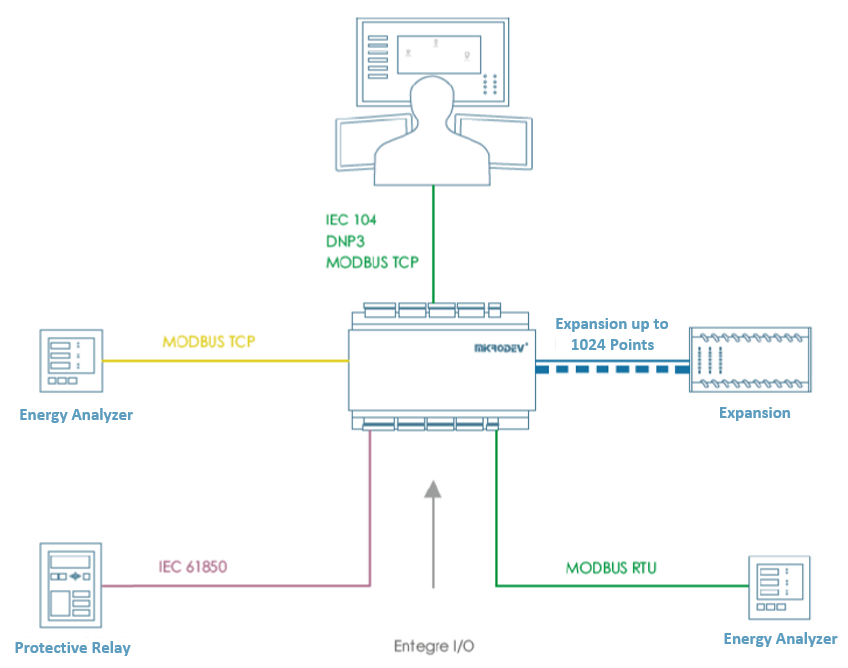 IEC 104
DNP3
MODBUS TCP
MODBUS TCP
MIKRODEV
Expansion up to
1024 Points
Energy Analyzer
Expansion
IEC 61850
MODBUS RTU
Protective Relay
Entegre I/O
Energy Analyzer